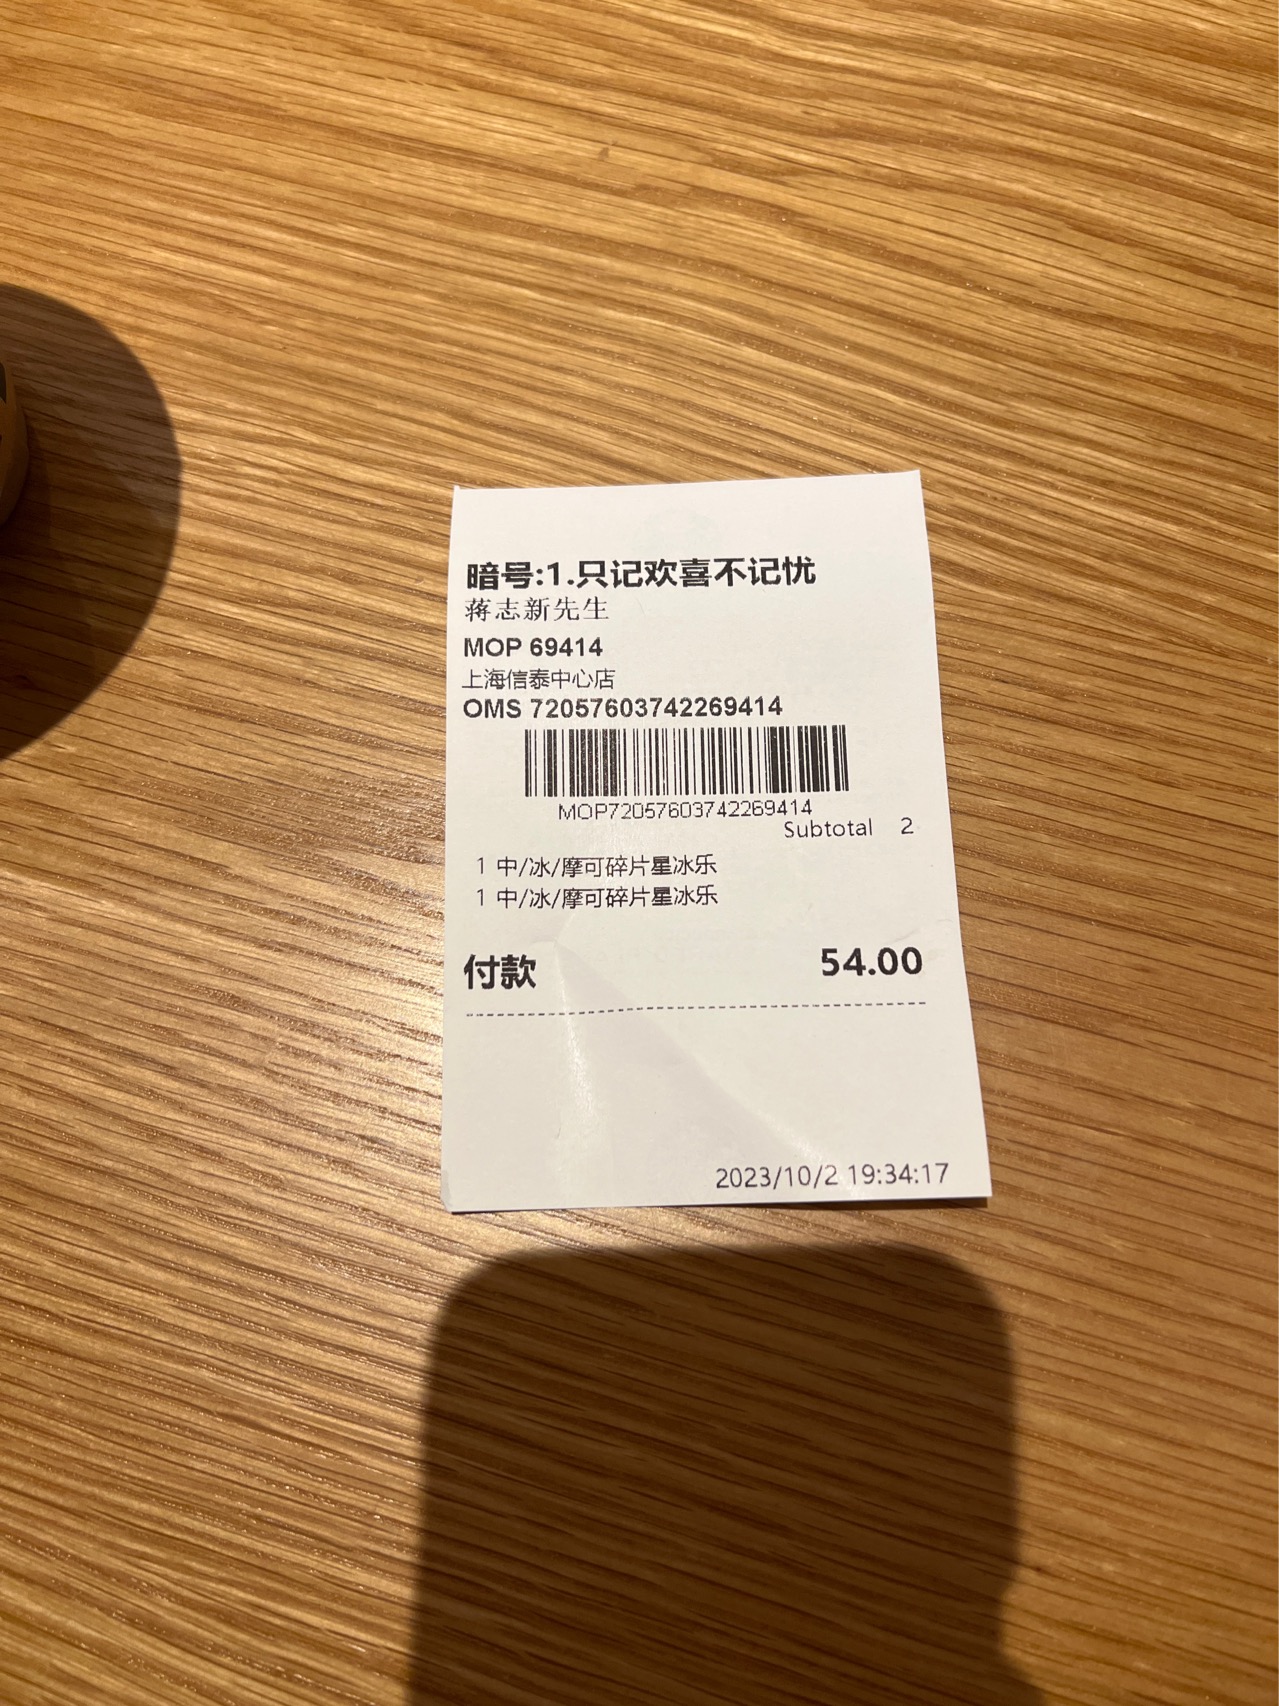 暗号:1.只记欢喜不记忧
蒋志新先生
MOP 69414
上海信泰中心店
OMS 72057603742269414
MOP72057603742269414
Subtotal 2
1 中/冰/摩可碎片星冰乐
1 中/冰/摩可碎片星冰乐
付款 54.00
2023/10/2 19:34:17